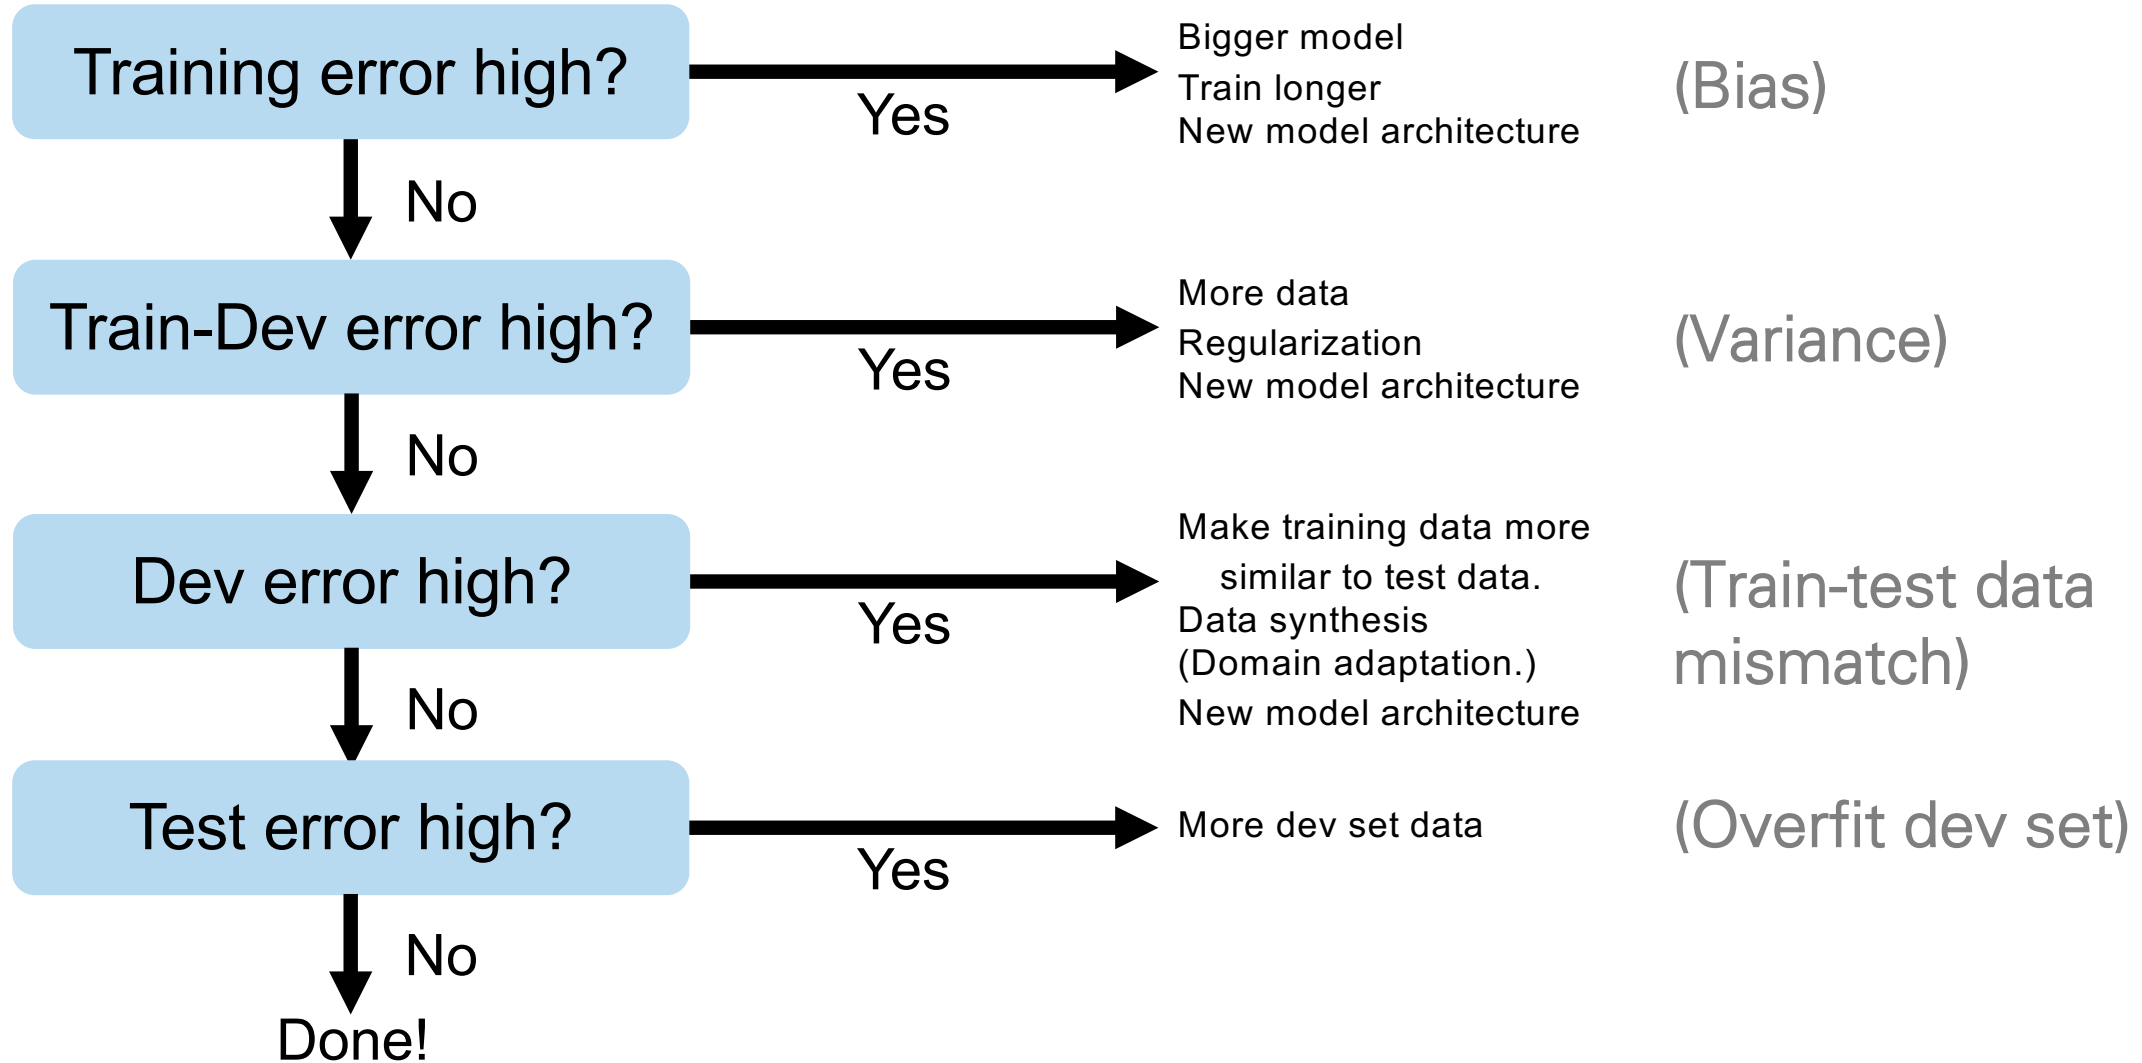 Training error high?
Yes
Bigger model
Train longer
New model architecture
(Bias)
No
Train-Dev error high?
Yes
More data
Regularization
New model architecture
(Variance)
No
Dev error high?
Yes
Make training data more
similar to test data.
Data synthesis
(Domain adaptation.)
New model architecture
(Train-test data
mismatch)
No
Test error high?
Yes
More dev set data
(Overfit dev set)
No
Done!